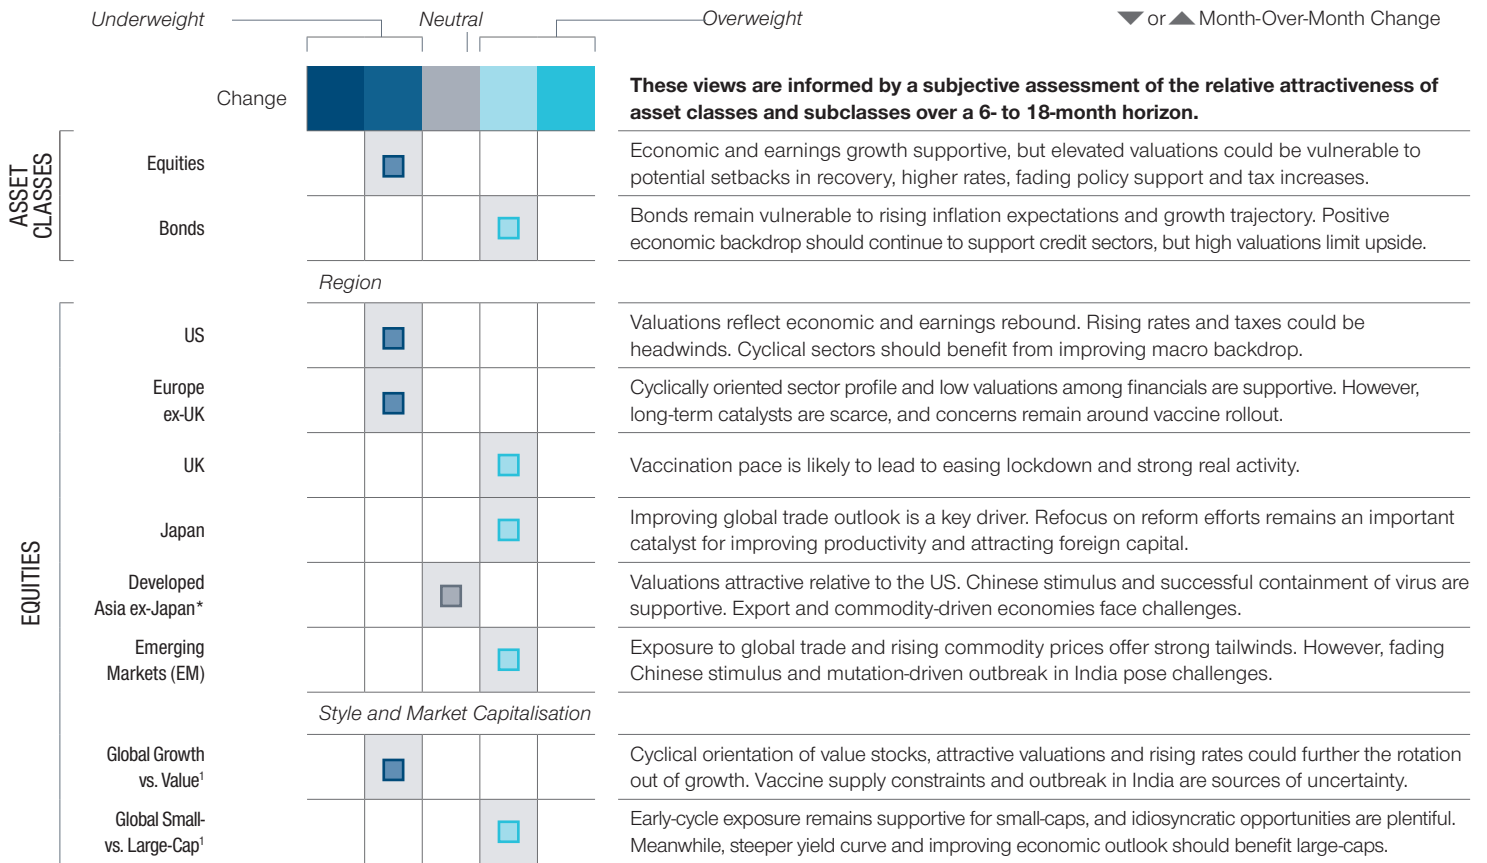 Underweight
Neutral
Overweight
▼ or ▲ Month-Over-Month Change
Change
These views are informed by a subjective assessment of the relative attractiveness of
asset classes and subclasses over a 6- to 18-month horizon.
ASSET
CLASSES
Equities
Economic and earnings growth supportive, but elevated valuations could be vulnerable to
potential setbacks in recovery, higher rates, fading policy support and tax increases.
Bonds
Bonds remain vulnerable to rising inflation expectations and growth trajectory. Positive
economic backdrop should continue to support credit sectors, but high valuations limit upside.
Region
EQUITIES
US
Valuations reflect economic and earnings rebound. Rising rates and taxes could be
headwinds. Cyclical sectors should benefit from improving macro backdrop.
Europe
ex-UK
Cyclically oriented sector profile and low valuations among financials are supportive. However,
long-term catalysts are scarce, and concerns remain around vaccine rollout.
UK
Vaccination pace is likely to lead to easing lockdown and strong real activity.
Japan
Improving global trade outlook is a key driver. Refocus on reform efforts remains an important
catalyst for improving productivity and attracting foreign capital.
Developed
Asia ex-Japan*
Valuations attractive relative to the US. Chinese stimulus and successful containment of virus are
supportive. Export and commodity-driven economies face challenges.
Emerging
Markets (EM)
Exposure to global trade and rising commodity prices offer strong tailwinds. However, fading
Chinese stimulus and mutation-driven outbreak in India pose challenges.
Style and Market Capitalisation
Global Growth
vs. Value¹
Cyclical orientation of value stocks, attractive valuations and rising rates could further the rotation
out of growth. Vaccine supply constraints and outbreak in India are sources of uncertainty.
Global Small-
vs. Large-Cap¹
Early-cycle exposure remains supportive for small-caps, and idiosyncratic opportunities are plentiful.
Meanwhile, steeper yield curve and improving economic outlook should benefit large-caps.